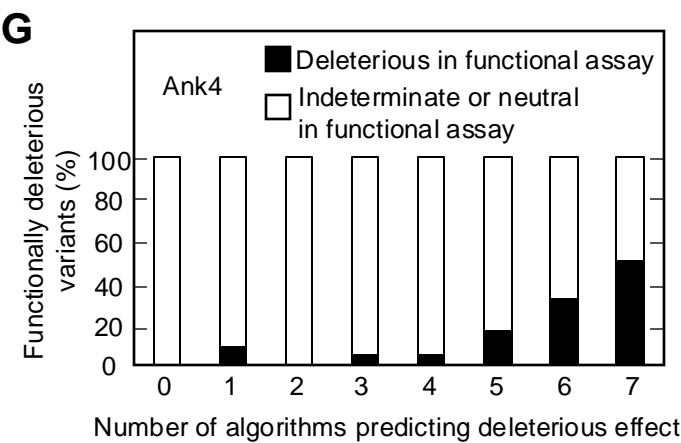 G
Ank4
Deleterious in functional assay
Indeterminate or neutral
in functional assay
Functionally deleterious
variants (%)
100
80
60
40
20
0
0 1 2 3 4 5 6 7
Number of algorithms predicting deleterious effect